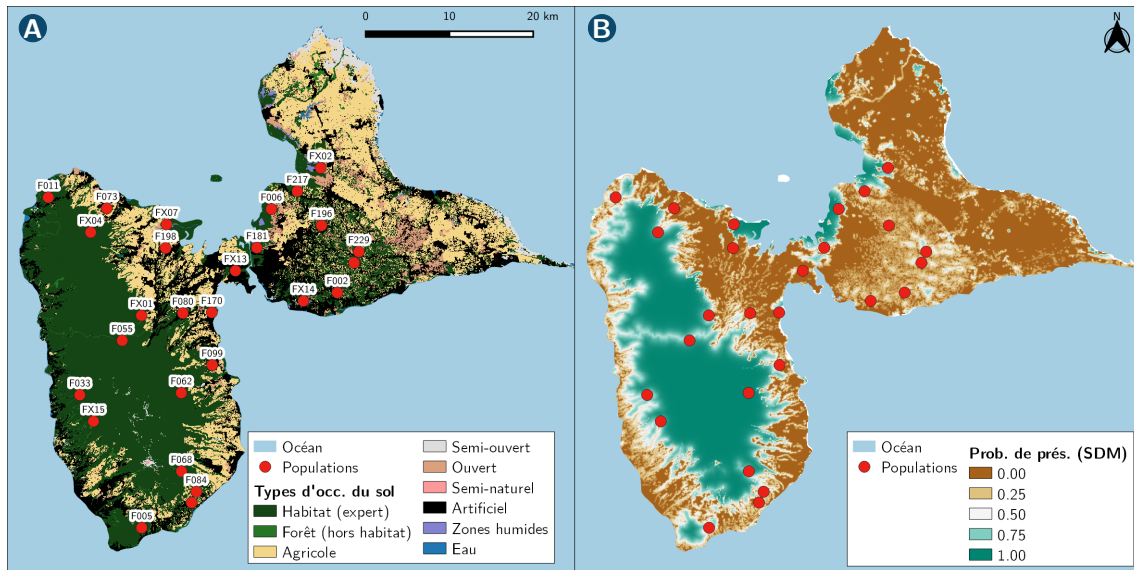 A
0 10 20 km
FX02
F217
F011
F073
F006
FX07
F196
FX04
F198
F181
F229
FX13
F002
FX14
FX01
F080
F170
F055
F099
F033
F062
FX15
F068
F084
F005
Océan
Populations
Types d'occ. du sol
Habitat (expert)
Forêt (hors habitat)
Agricole
Semi-ouvert
Ouvert
Semi-naturel
Artificiel
Zones humides
Eau
B
N
Océan
Populations
Prob. de prés. (SDM)
0.00
0.25
0.50
0.75
1.00